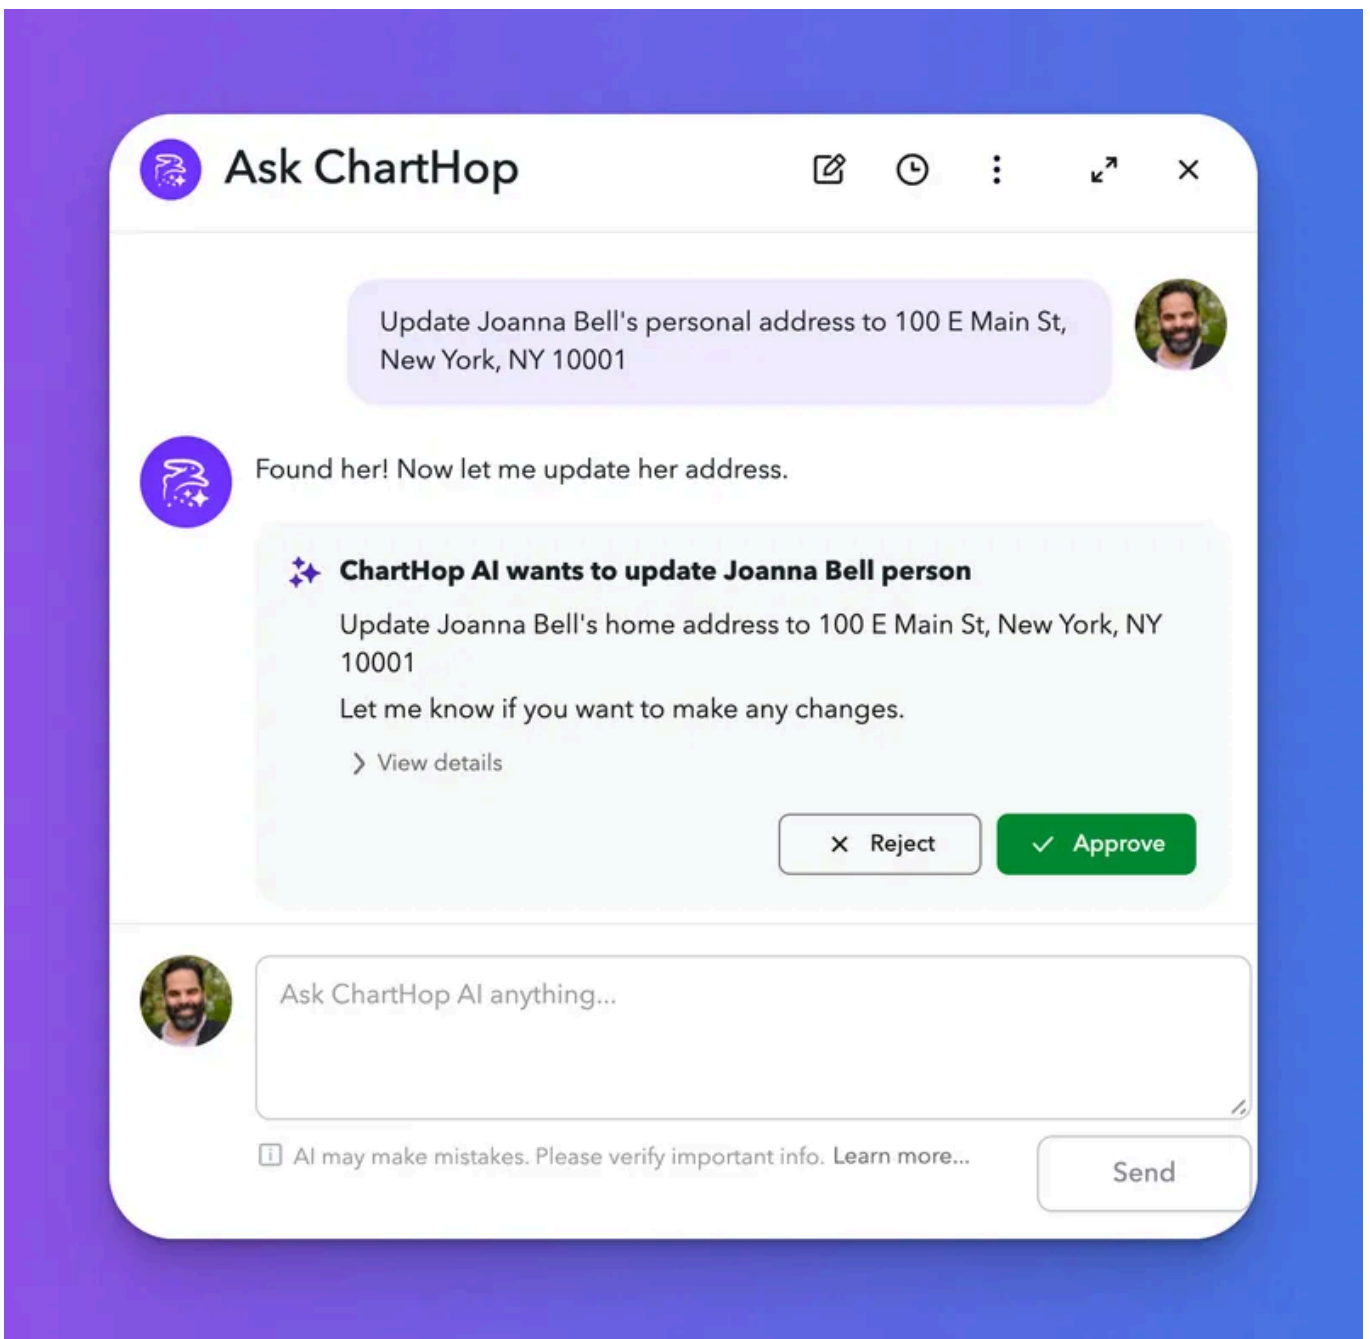 Ask ChartHop
Update Joanna Bell's personal address to 100 E Main St,
New York, NY 10001
Found her! Now let me update her address.
ChartHop AI wants to update Joanna Bell person
Update Joanna Bell's home address to 100 E Main St, New York, NY
10001
Let me know if you want to make any changes.
View details
Reject
Approve
Ask ChartHop AI anything...
AI may make mistakes. Please verify important info. Learn more...
Send